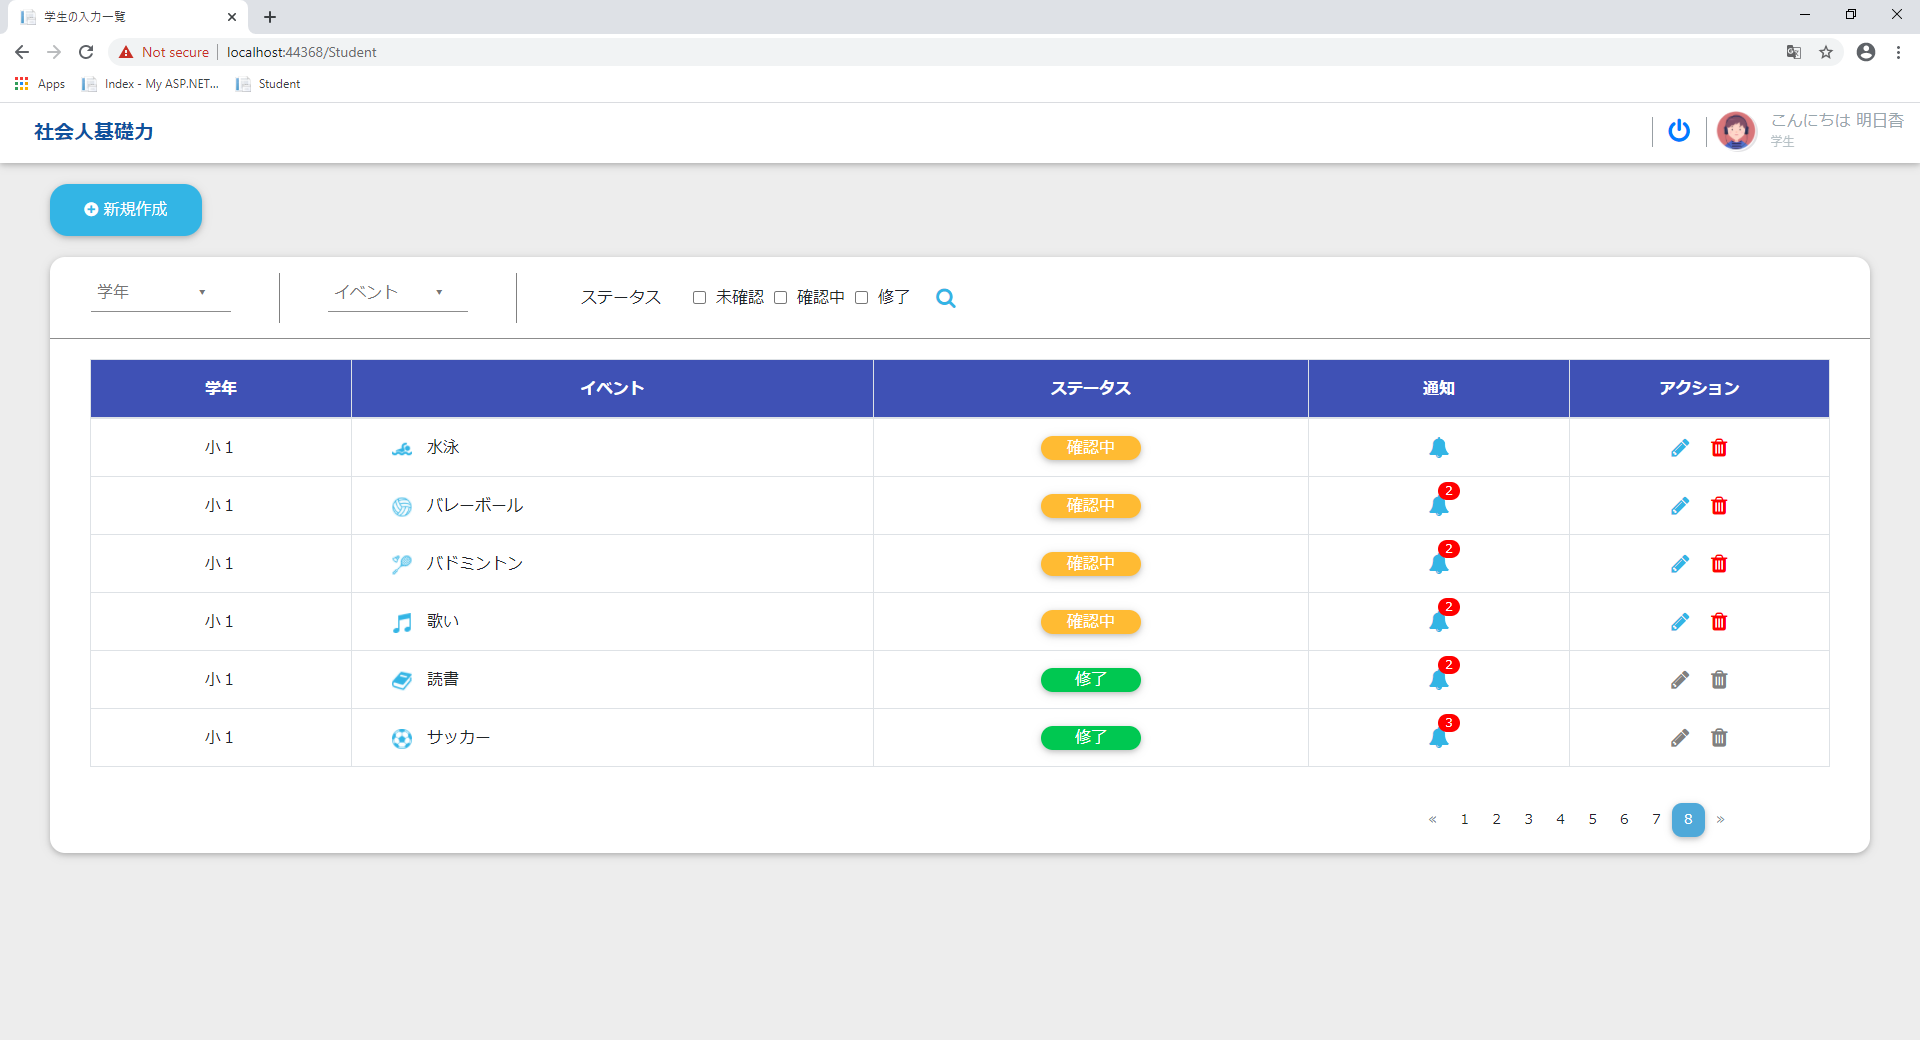 学生の入力一覧
Not secure
localhost:44368/Student
Apps
Index - My ASP.NET...
Student
社会人基礎力
こんにちは 明日香
学生
新規作成
学年
イベント
ステータス 未確認 確認中 修了
学年 イベント ステータス 通知 アクション
小１ 水泳 確認中
小１ バレーボール 確認中 2
小１ バドミントン 確認中 2
小１ 歌い 確認中 2
小１ 読書 修了 2
小１ サッカー 修了 3
« 1 2 3 4 5 6 7 8 »